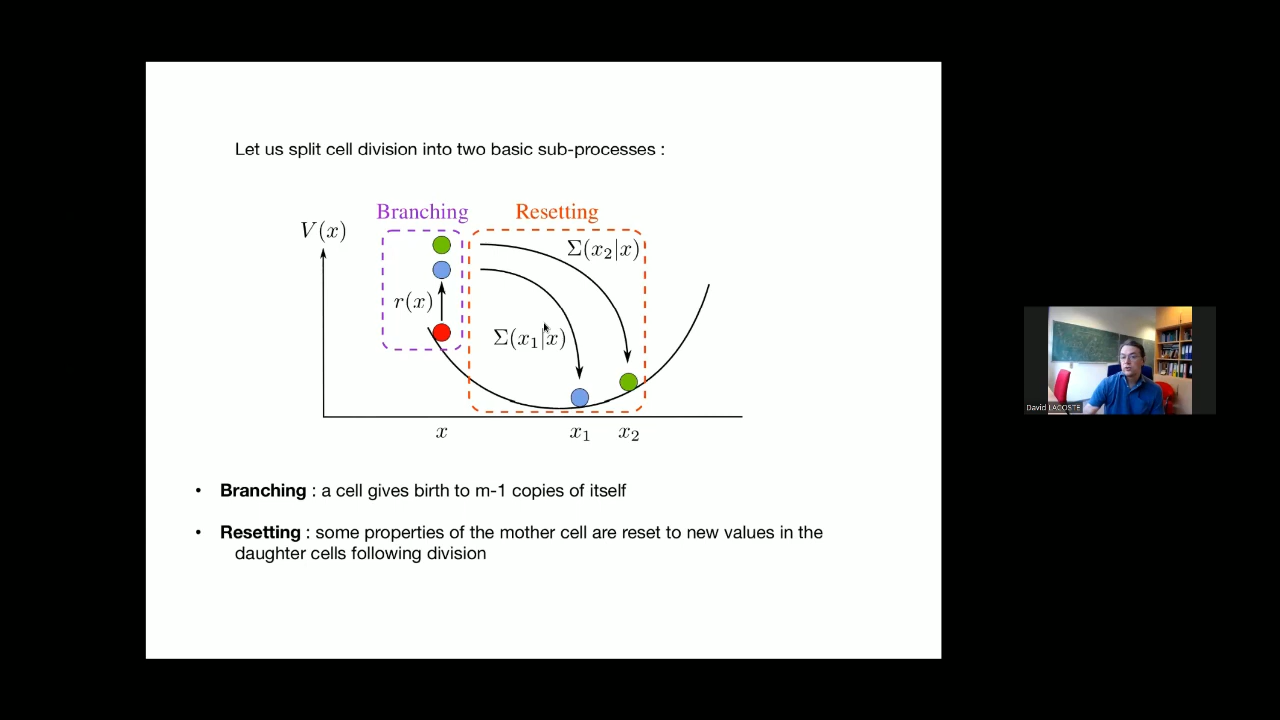 Let us split cell division into two basic sub-processes :
Branching
Resetting
V(x)
Σ(x₂|x)
r(x)
Σ(x₁|x)
x
x₁
x₂
• Branching : a cell gives birth to m-1 copies of itself
• Resetting : some properties of the mother cell are reset to new values in the
daughter cells following division
David LACOSTE